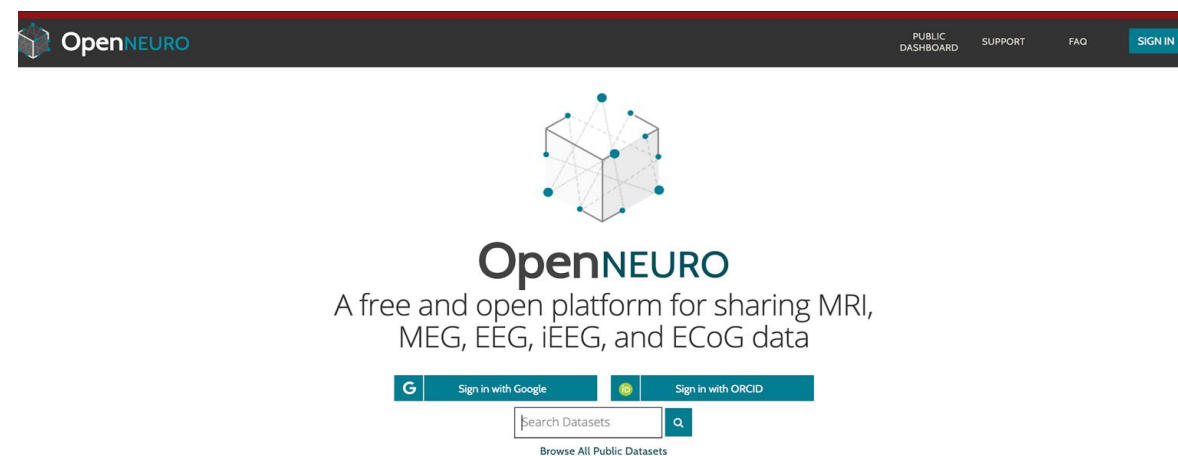 OpenNEURO
PUBLIC
DASHBOARD
SUPPORT
FAQ
SIGN IN
OpenNEURO
A free and open platform for sharing MRI,
MEG, EEG, iEEG, and ECoG data
G Sign in with Google
iD Sign in with ORCID
Search Datasets
Browse All Public Datasets